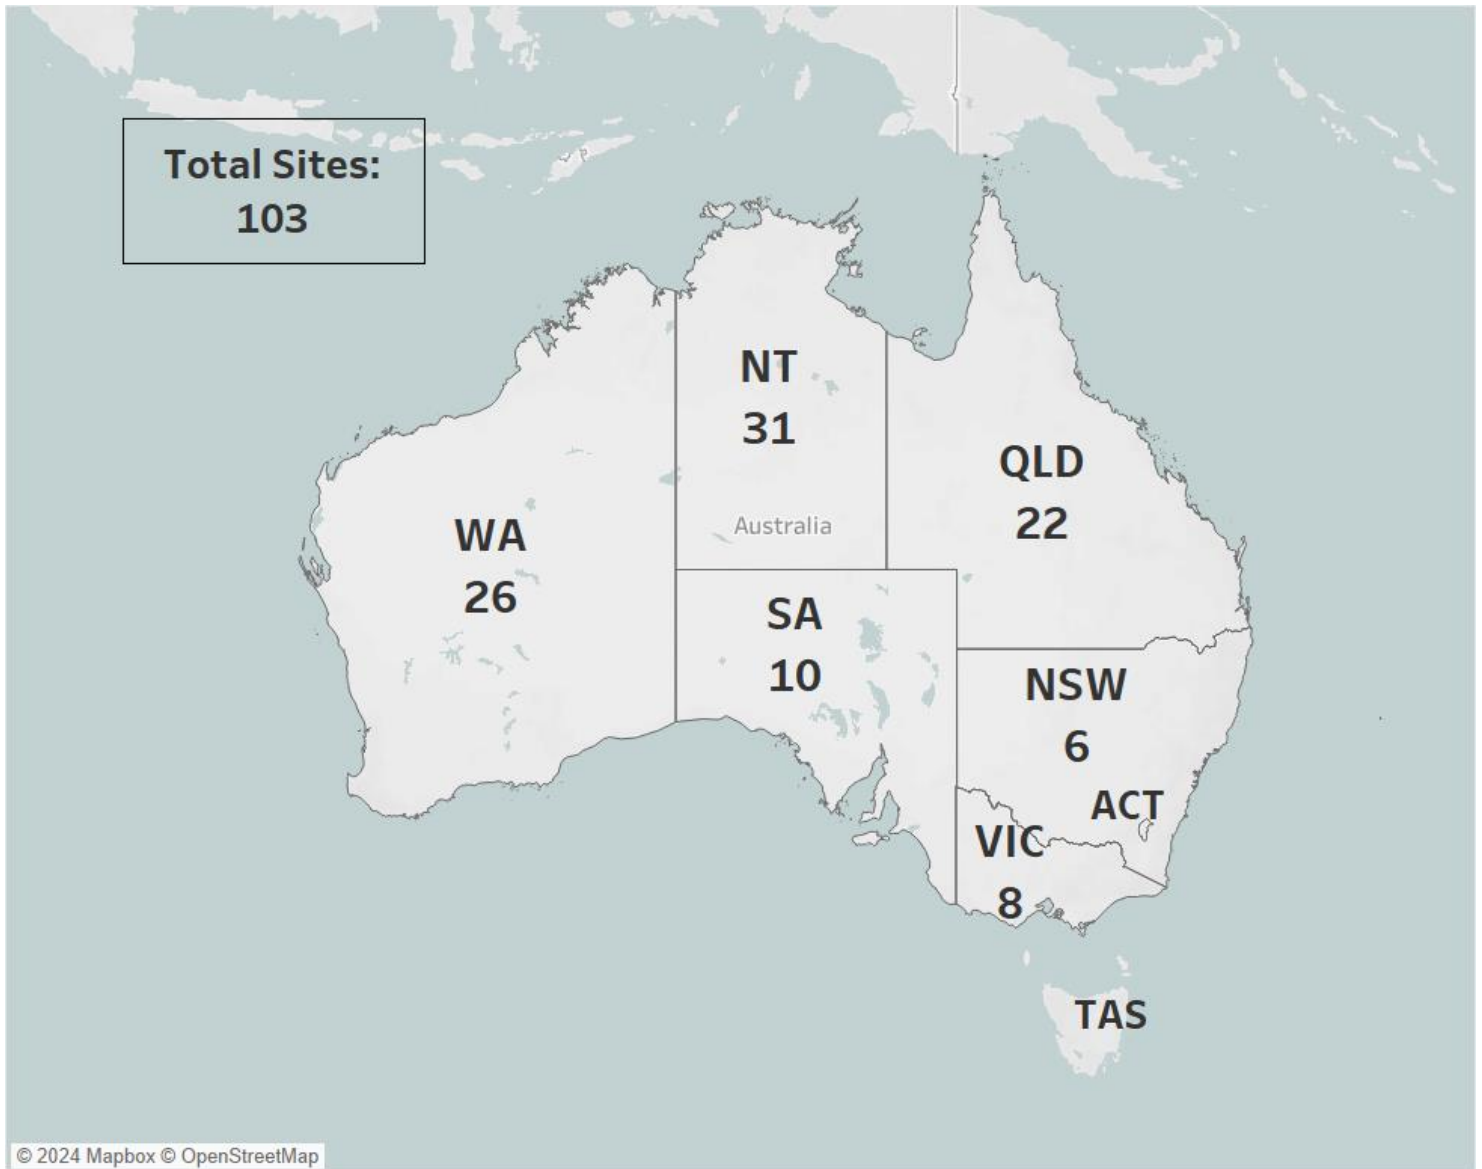 Total Sites:
103
NT
31
QLD
22
Australia
WA
26
SA
10
NSW
6
ACT
VIC
8
TAS
© 2024 Mapbox © OpenStreetMap